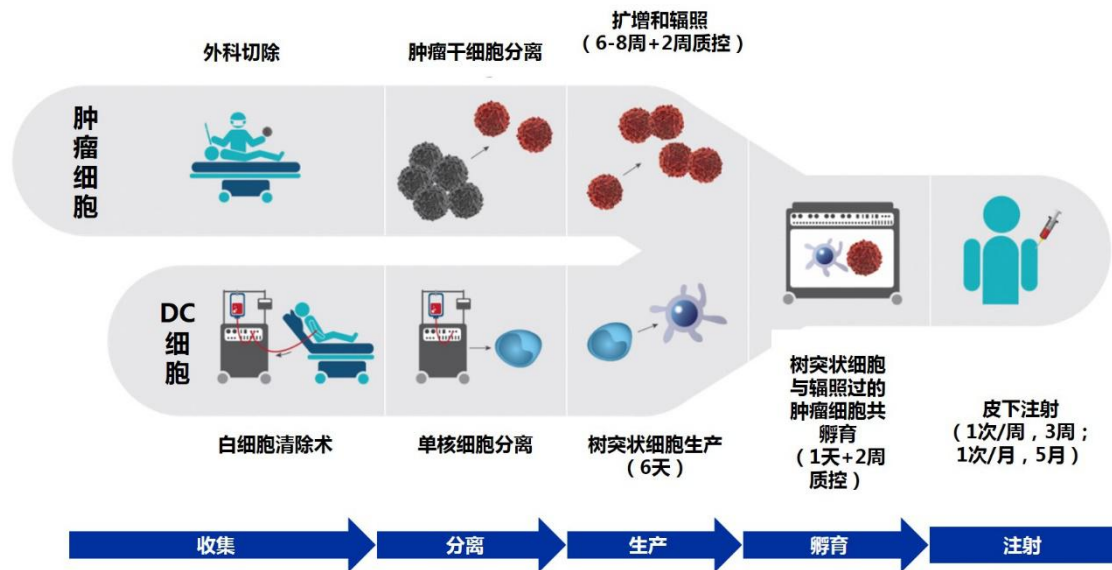 外科切除
肿瘤干细胞分离
扩增和辐照
（6-8周+2周质控）
肿瘤细胞
DC
细胞
白细胞清除术
单核细胞分离
树突状细胞生产
（6天）
树突状细胞
与辐照过的
肿瘤细胞共
孵育
（1天+2周
质控）
皮下注射
（1次/周，3周；
1次/月，5月）
收集
分离
生产
孵育
注射